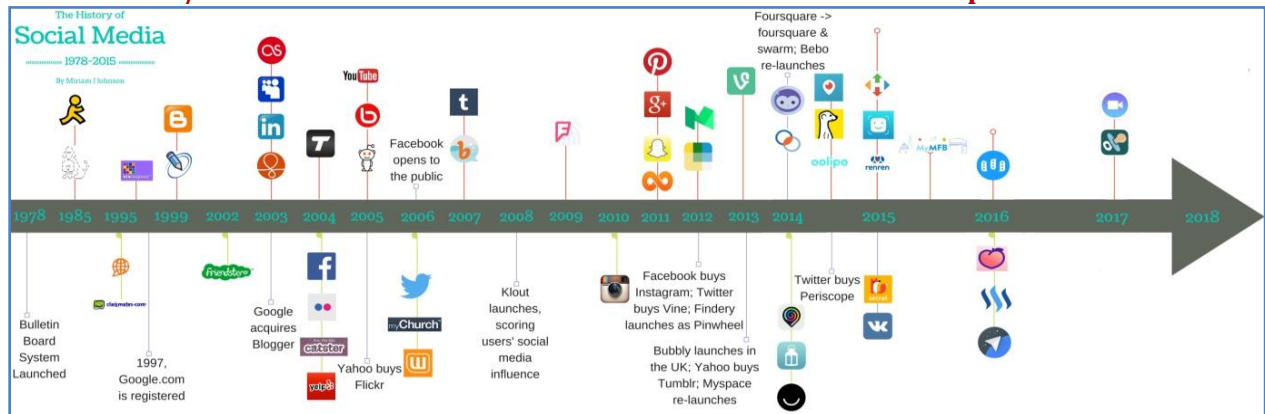 The History of
Social Media
1978-2015
By Miriam J Johnson
Foursquare ->
foursquare &
swarm; Bebo
re-launches
You Tube
in
t
g+
oolipo
renren
MyMFB
Facebook
opens to
the public
1978 1985 1995 1999 2002 2003 2004 2005 2006 2007 2008 2009 2010 2011 2012 2013 2014 2015 2016 2017 2018
friendster
classmates.com
f
catster
yelp
myChurch
secret
Bulletin
Board
System
Launched
1997,
Google.com
is registered
Google
acquires
Blogger
Yahoo buys
Flickr
Klout
launches,
scoring
users' social
media
influence
Facebook buys
Instagram; Twitter
buys Vine; Findery
launches as Pinwheel
Bubbly launches in
the UK; Yahoo buys
Tumblr; Myspace
re-launches
Twitter buys
Periscope